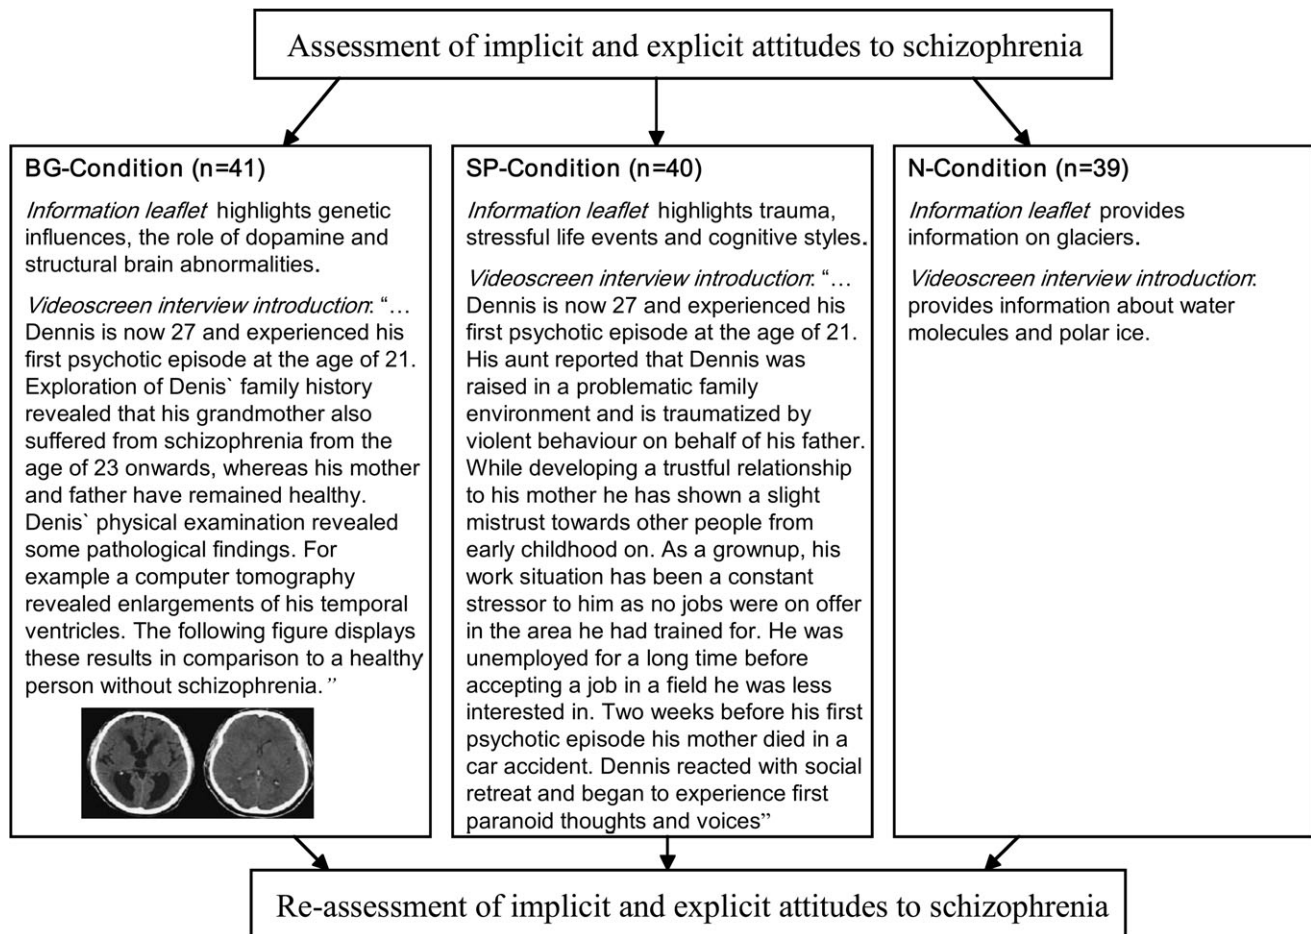 Assessment of implicit and explicit attitudes to schizophrenia
BG-Condition (n=41)
Information leaflet highlights genetic
influences, the role of dopamine and
structural brain abnormalities.
Videoscreen interview introduction: “…
Dennis is now 27 and experienced his
first psychotic episode at the age of 21.
Exploration of Denis` family history
revealed that his grandmother also
suffered from schizophrenia from the
age of 23 onwards, whereas his mother
and father have remained healthy.
Denis` physical examination revealed
some pathological findings. For
example a computer tomography
revealed enlargements of his temporal
ventricles. The following figure displays
these results in comparison to a healthy
person without schizophrenia.”
SP-Condition (n=40)
Information leaflet highlights trauma,
stressful life events and cognitive styles.
Videoscreen interview introduction: “…
Dennis is now 27 and experienced his
first psychotic episode at the age of 21.
His aunt reported that Dennis was
raised in a problematic family
environment and is traumatized by
violent behaviour on behalf of his father.
While developing a trustful relationship
to his mother he has shown a slight
mistrust towards other people from
early childhood on. As a grownup, his
work situation has been a constant
stressor to him as no jobs were on offer
in the area he had trained for. He was
unemployed for a long time before
accepting a job in a field he was less
interested in. Two weeks before his first
psychotic episode his mother died in a
car accident. Dennis reacted with social
retreat and began to experience first
paranoid thoughts and voices”
N-Condition (n=39)
Information leaflet provides
information on glaciers.
Videoscreen interview introduction:
provides information about water
molecules and polar ice.
Re-assessment of implicit and explicit attitudes to schizophrenia